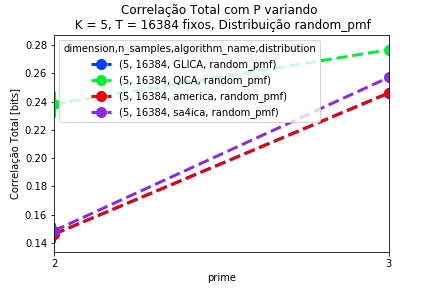 Correlação Total com P variando
K = 5, T = 16384 fixos, Distribuição random_pmf
dimension,n_samples,algorithm_name,distribution
(5, 16384, GLICA, random_pmf)
(5, 16384, QICA, random_pmf)
(5, 16384, america, random_pmf)
(5, 16384, sa4ica, random_pmf)
Correlação Total [bits]
0.28
0.26
0.24
0.22
0.20
0.18
0.16
0.14
2
3
prime